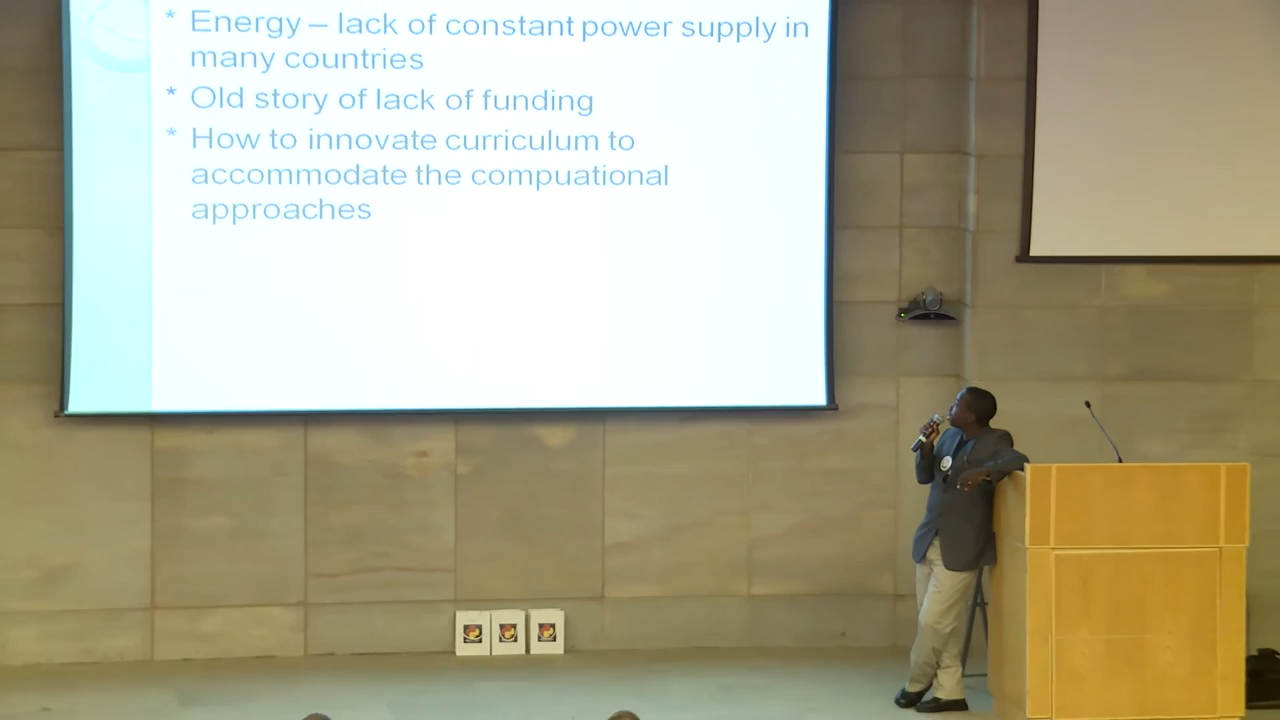 * Energy – lack of constant power supply in
many countries
* Old story of lack of funding
* How to innovate curriculum to
accommodate the compuational
approaches